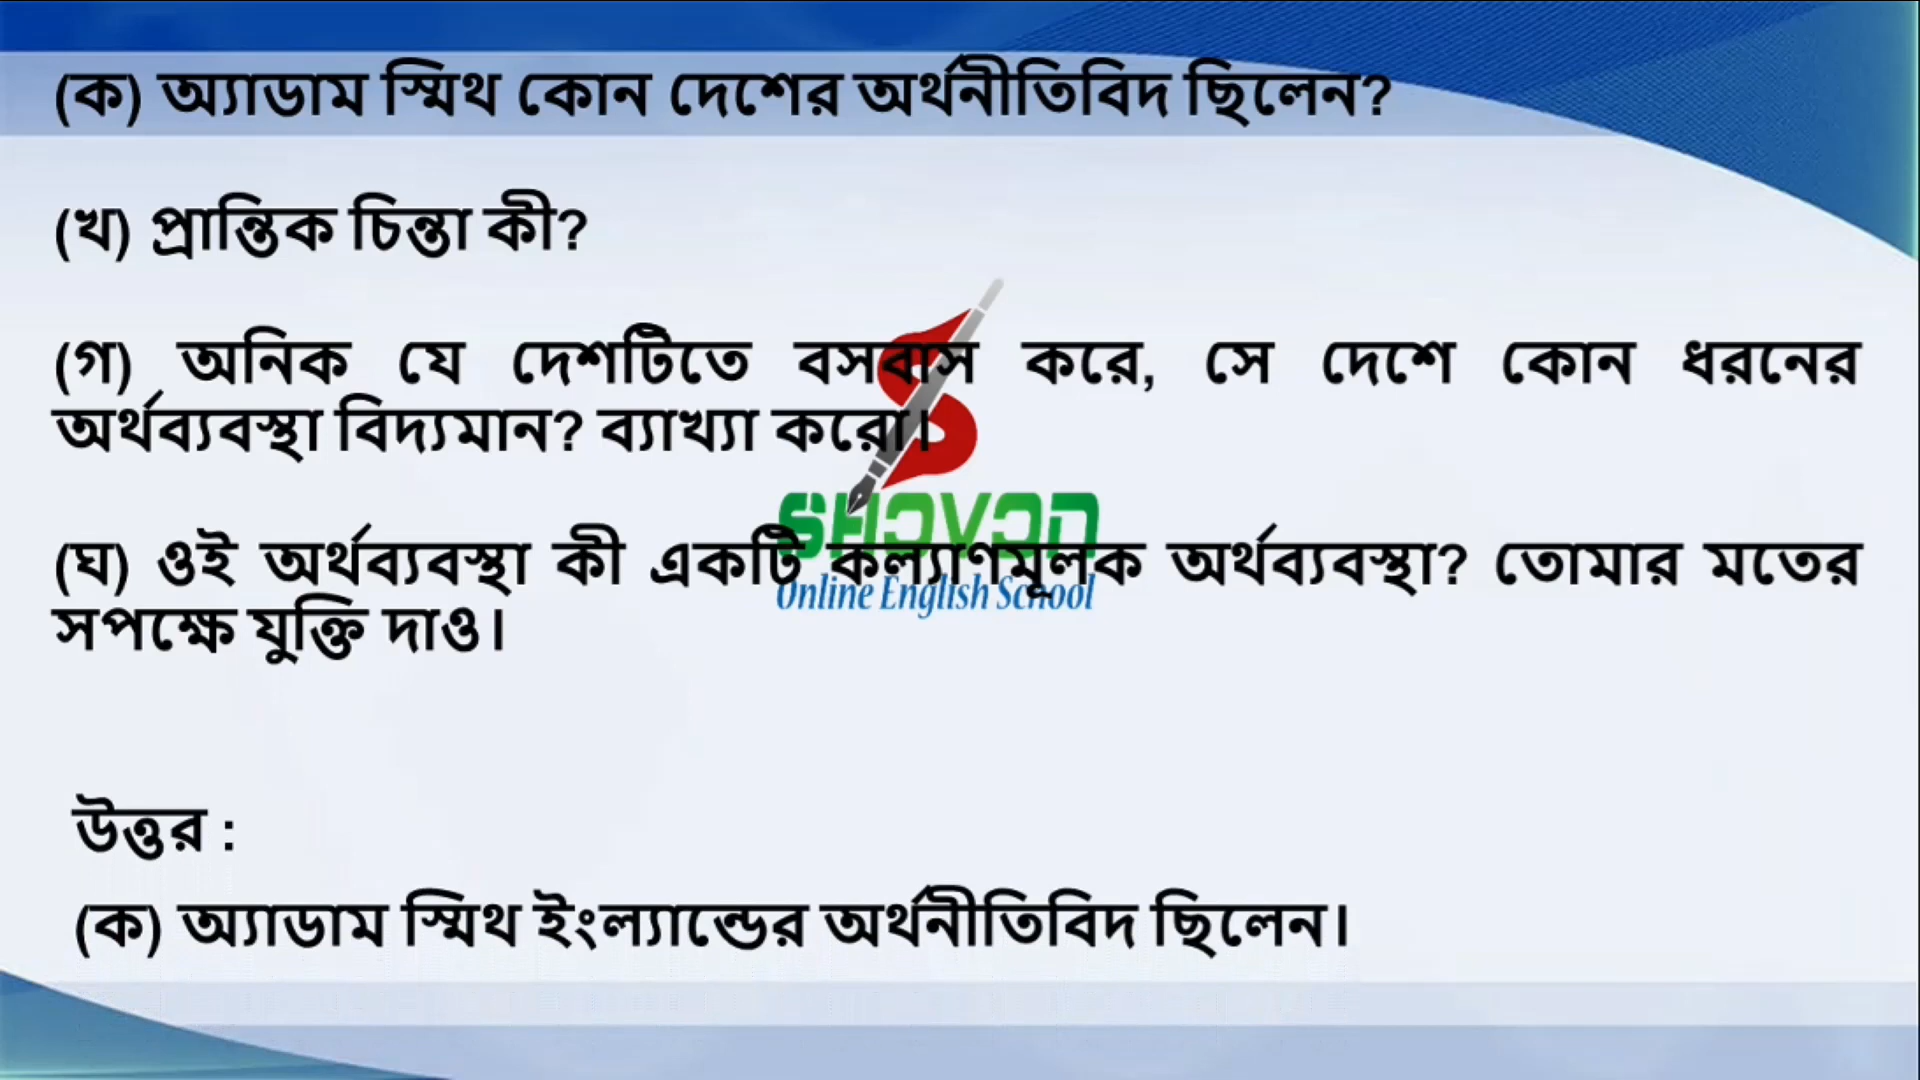 (ক) অ্যাডাম স্মিথ কোন দেশের অর্থনীতিবিদ ছিলেন?
(খ) প্রান্তিক চিন্তা কী?
(গ) অনিক যে দেশটিতে বসবাস করে, সে দেশে কোন ধরনের
অর্থব্যবস্থা বিদ্যমান? ব্যাখ্যা করো।
SHOVON
(ঘ) ওই অর্থব্যবস্থা কী একটি কল্যাণমূলক অর্থব্যবস্থা? তোমার মতের
Online English School
সপক্ষে যুক্তি দাও।
উত্তর :
(ক) অ্যাডাম স্মিথ ইংল্যান্ডের অর্থনীতিবিদ ছিলেন।